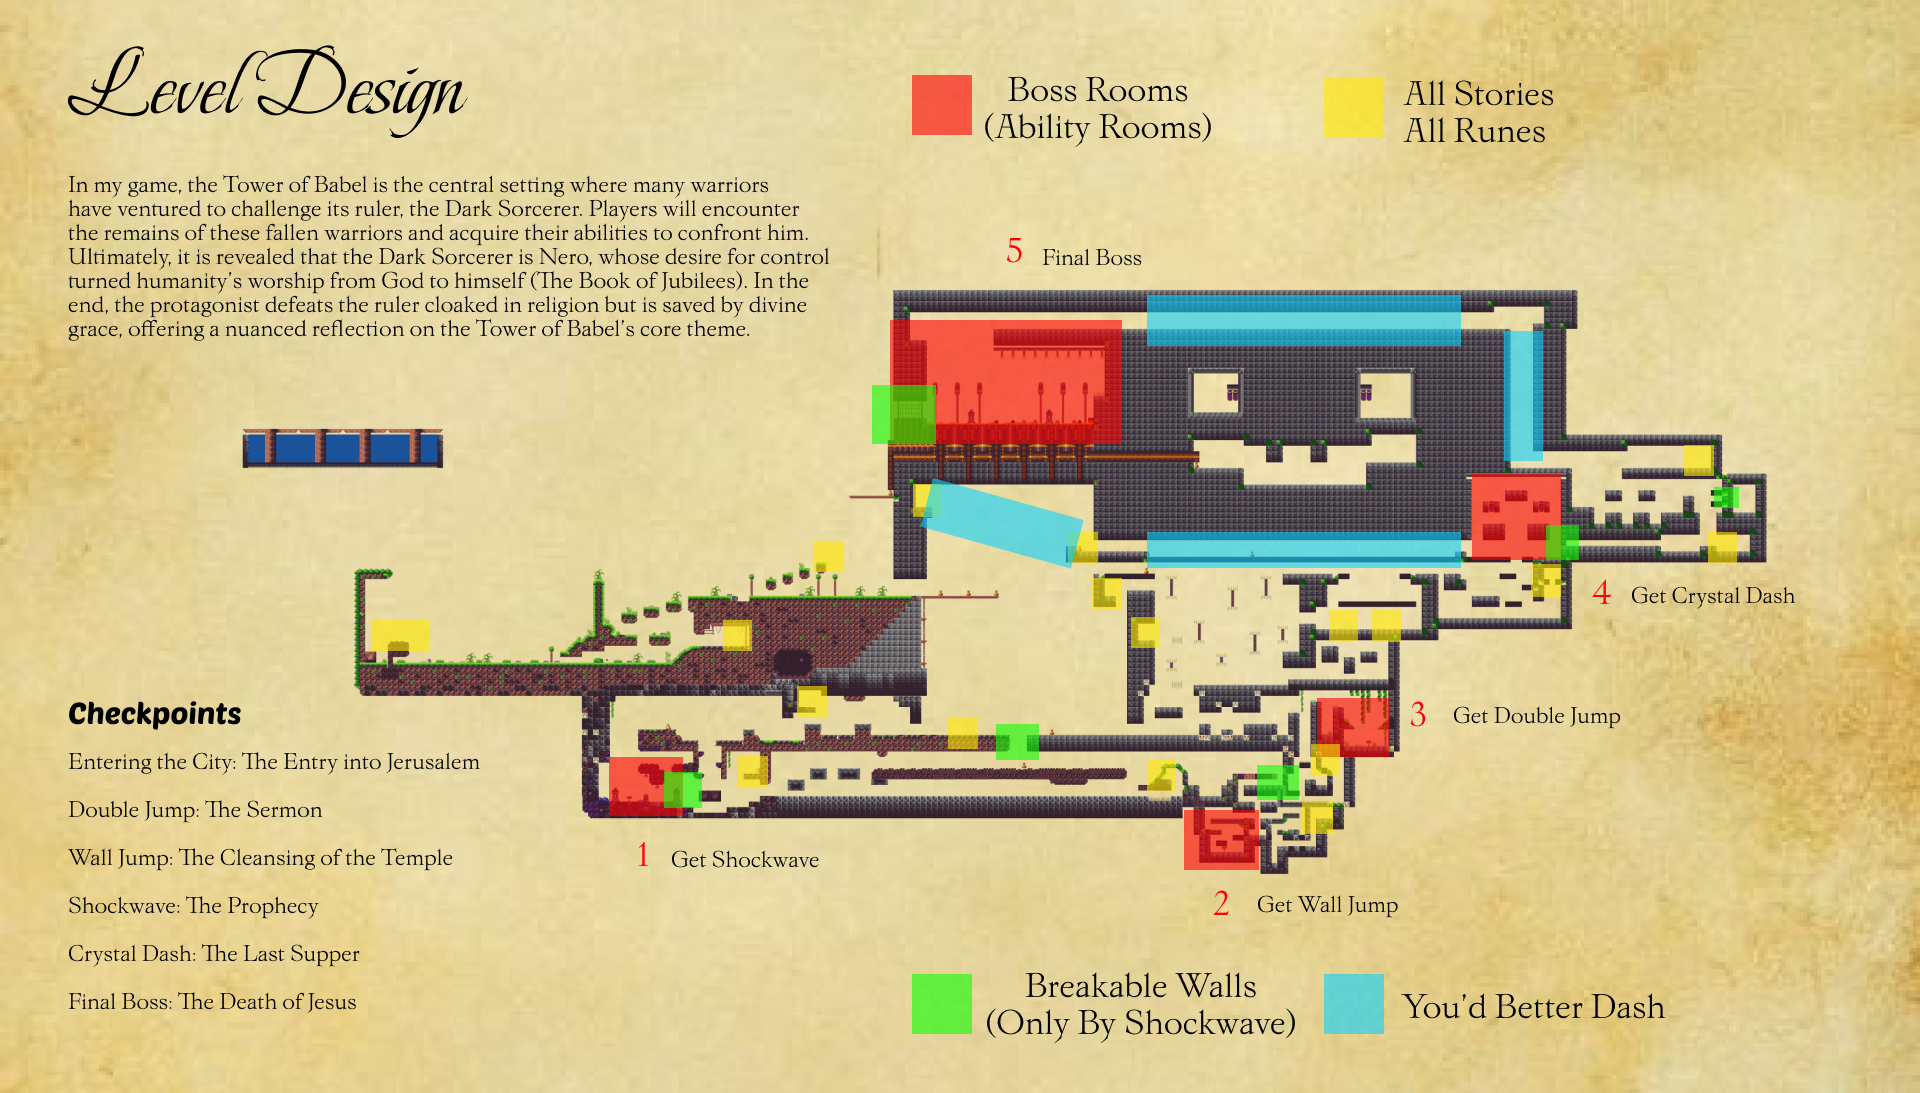 Level Design
In my game, the Tower of Babel is the central setting where many warriors
have ventured to challenge its ruler, the Dark Sorcerer. Players will encounter
the remains of these fallen warriors and acquire their abilities to confront him.
Ultimately, it is revealed that the Dark Sorcerer is Nero, whose desire for control
turned humanity's worship from God to himself (The Book of Jubilees). In the
end, the protagonist defeats the ruler cloaked in religion but is saved by divine
grace, offering a nuanced reflection on the Tower of Babel's core theme.
Boss Rooms
(Ability Rooms)
All Stories
All Runes
5 Final Boss
4 Get Crystal Dash
3 Get Double Jump
1 Get Shockwave
2 Get Wall Jump
Checkpoints
Entering the City: The Entry into Jerusalem
Double Jump: The Sermon
Wall Jump: The Cleansing of the Temple
Shockwave: The Prophecy
Crystal Dash: The Last Supper
Final Boss: The Death of Jesus
Breakable Walls
(Only By Shockwave)
You'd Better Dash